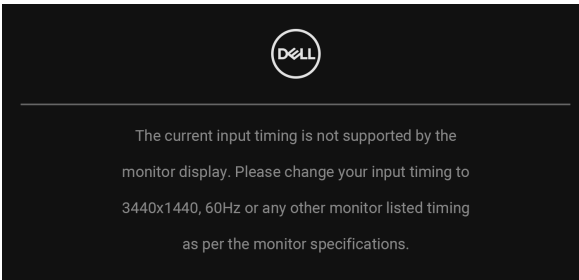 DELL
The current input timing is not supported by the
monitor display. Please change your input timing to
3440x1440, 60Hz or any other monitor listed timing
as per the monitor specifications.